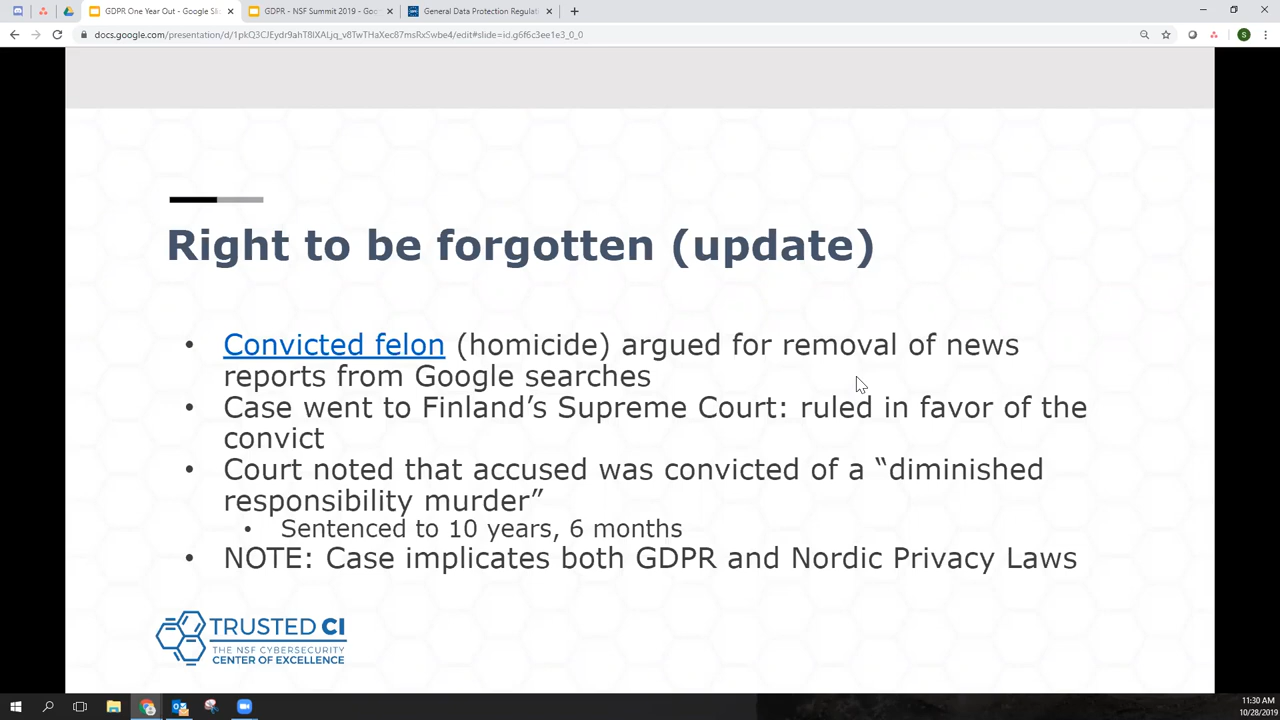 GDPR One Year Out - Google Sli
GDPR - NSF Summit 2019 - Goo
General Data Protection Regulati
docs.google.com/presentation/d/1pkQ3CJEydr9ahT8lXALjq_v8TwTHaXec87msRxSwbe4/edit#slide=id.g6f6c3ee1e3_0_0
S
Right to be forgotten (update)
• Convicted felon (homicide) argued for removal of news
reports from Google searches
• Case went to Finland’s Supreme Court: ruled in favor of the
convict
• Court noted that accused was convicted of a “diminished
responsibility murder”
• Sentenced to 10 years, 6 months
• NOTE: Case implicates both GDPR and Nordic Privacy Laws
TRUSTED CI
THE NSF CYBERSECURITY
CENTER OF EXCELLENCE
11:30 AM
10/28/2019